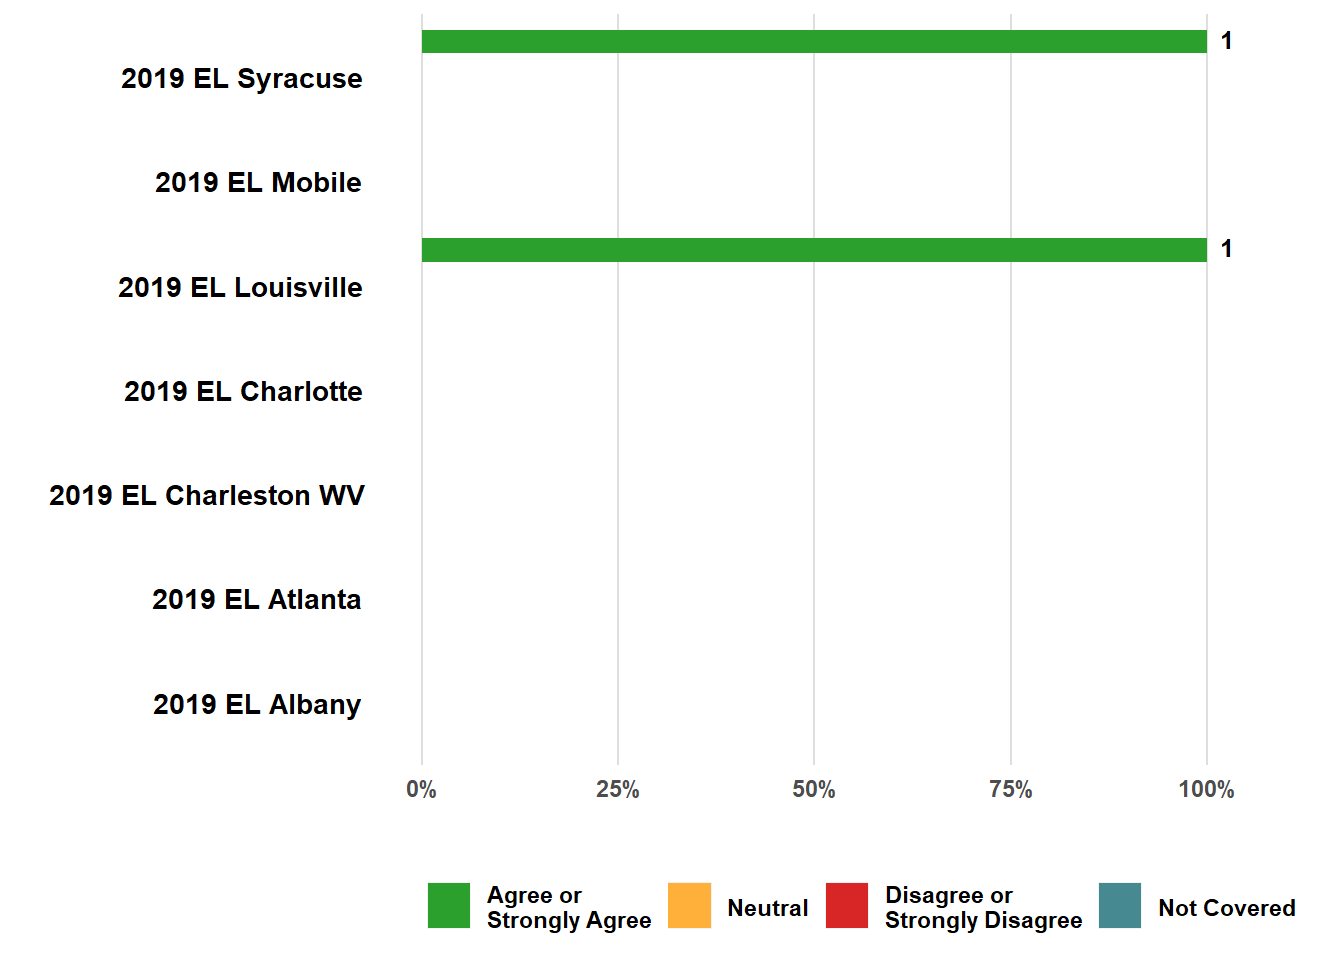 1
2019 EL Syracuse
2019 EL Mobile
1
2019 EL Louisville
2019 EL Charlotte
2019 EL Charleston WV
2019 EL Atlanta
2019 EL Albany
0% 25% 50% 75% 100%
Agree or
Strongly Agree
Neutral
Disagree or
Strongly Disagree
Not Covered